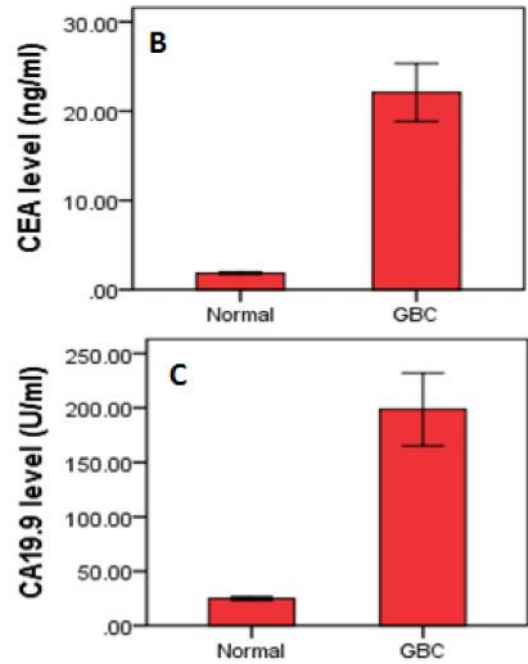 B
CEA level (ng/ml)
30.00
20.00
10.00
.00
Normal GBC
C
CA19.9 level (U/ml)
250.00
200.00
150.00
100.00
50.00
.00
Normal GBC